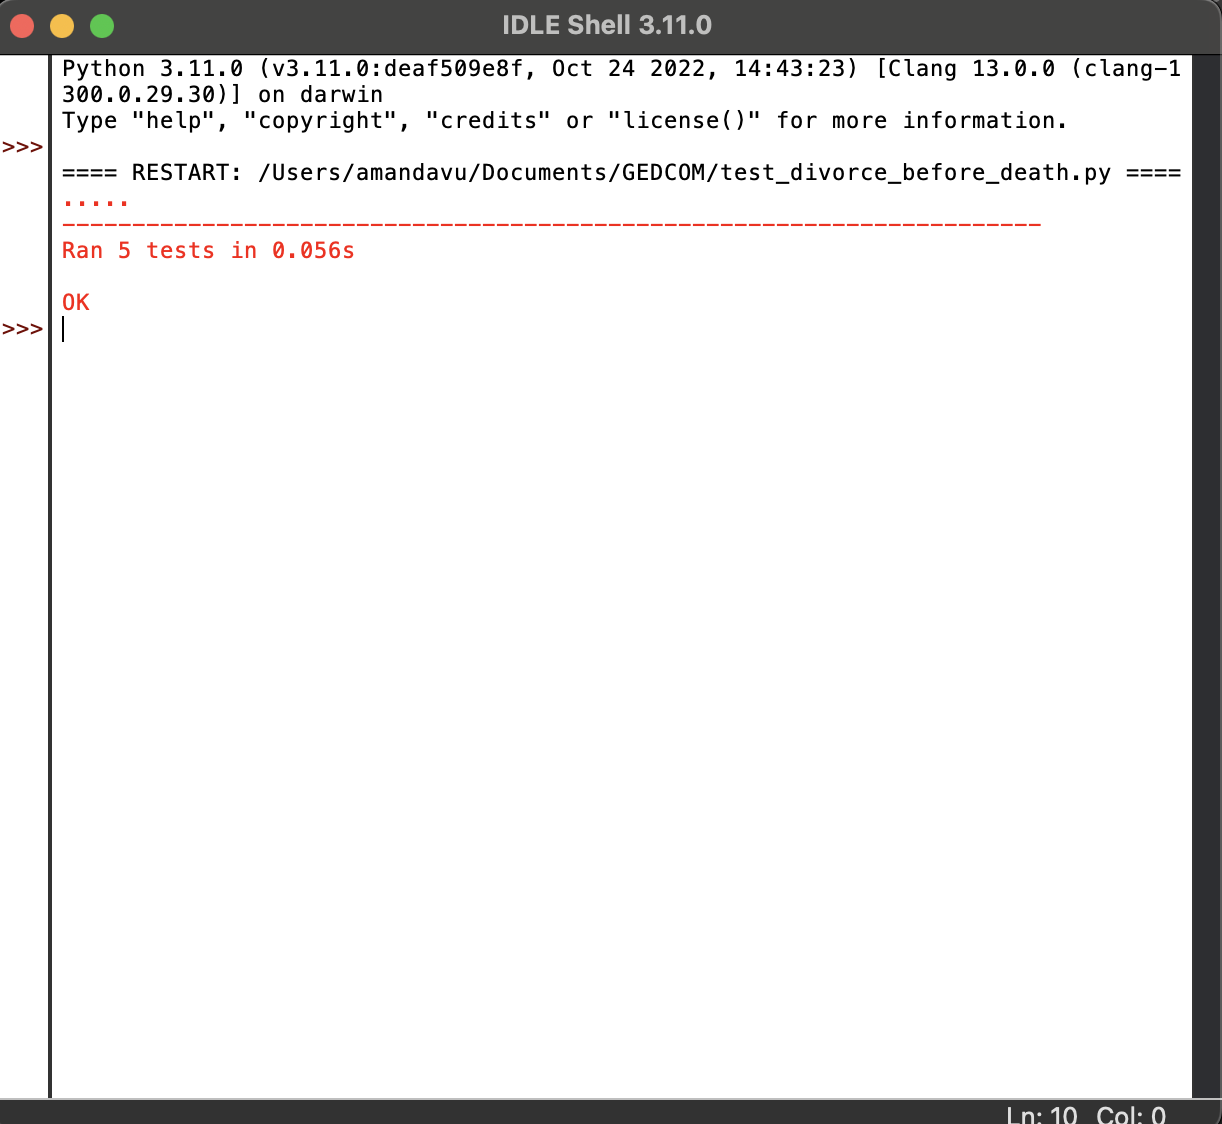 IDLE Shell 3.11.0
Python 3.11.0 (v3.11.0:deaf509e8f, Oct 24 2022, 14:43:23) [Clang 13.0.0 (clang-1
300.0.29.30)] on darwin
Type "help", "copyright", "credits" or "license()" for more information.
>>>
==== RESTART: /Users/amandavu/Documents/GEDCOM/test_divorce_before_death.py ====
.....
----------------------------------------------------------------------
Ran 5 tests in 0.056s
OK
>>>
Ln: 10 Col: 0